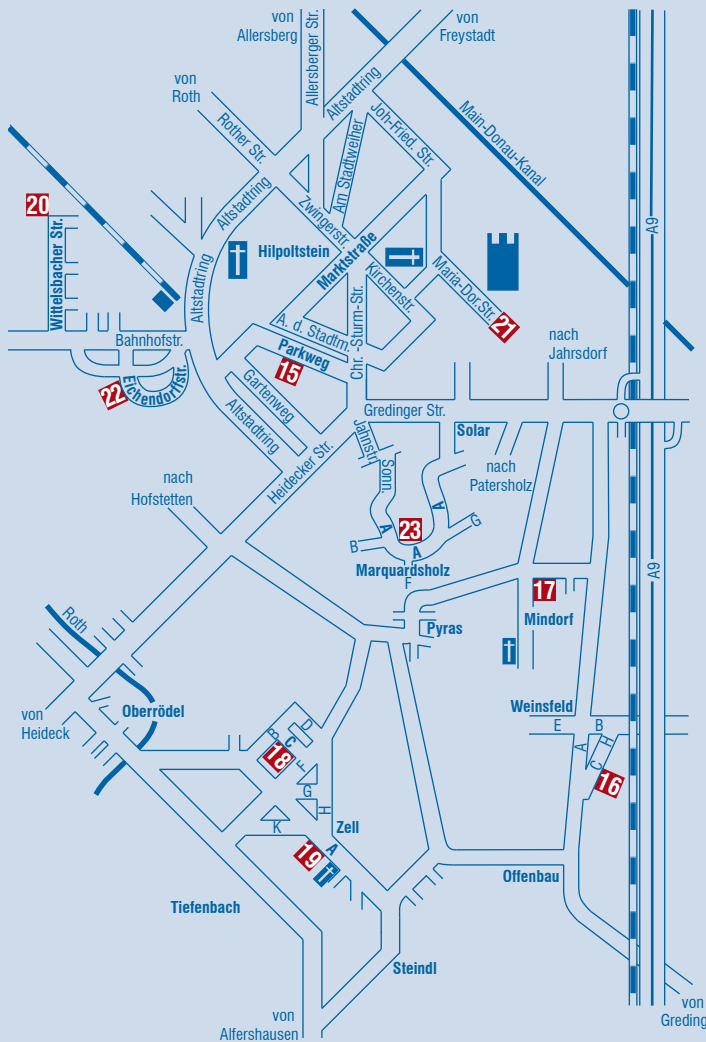 von
Allersberg
von
Freystadt
Allersberger Str.
Altstadtring
von
Roth
Rother Str.
Joh-Fried. Str.
Main-Donau-Kanal
Am Stadtweiher
Altstadtring
Zwingerstr.
20
Wittelsbacher Str.
Hilpoltstein
Marktstraße
Kirchenstr.
Maria-Dor.Str.
A9
21
Altstadtring
A. d. Stadtm.
Chr. -Sturm-Str.
nach
Jahrsdorf
Bahnhofstr.
Parkweg
15
22
Eichendorffstr.
Gartenweg
Altstadtring
Gredinger Str.
Solar
Jahnstr.
Heidecker Str.
Sonn.
nach
Patersholz
nach
Hofstetten
A
A
23
G
B
A
Marquardsholz
F
A9
17
Mindorf
Roth
Pyras
Oberrödel
von
Heideck
Weinsfeld
E
B
A
H
C
16
D
B
C
18
F
G
H
K
Zell
A
19
Offenbau
Tiefenbach
Steindl
von
Greding
von
Alfershausen